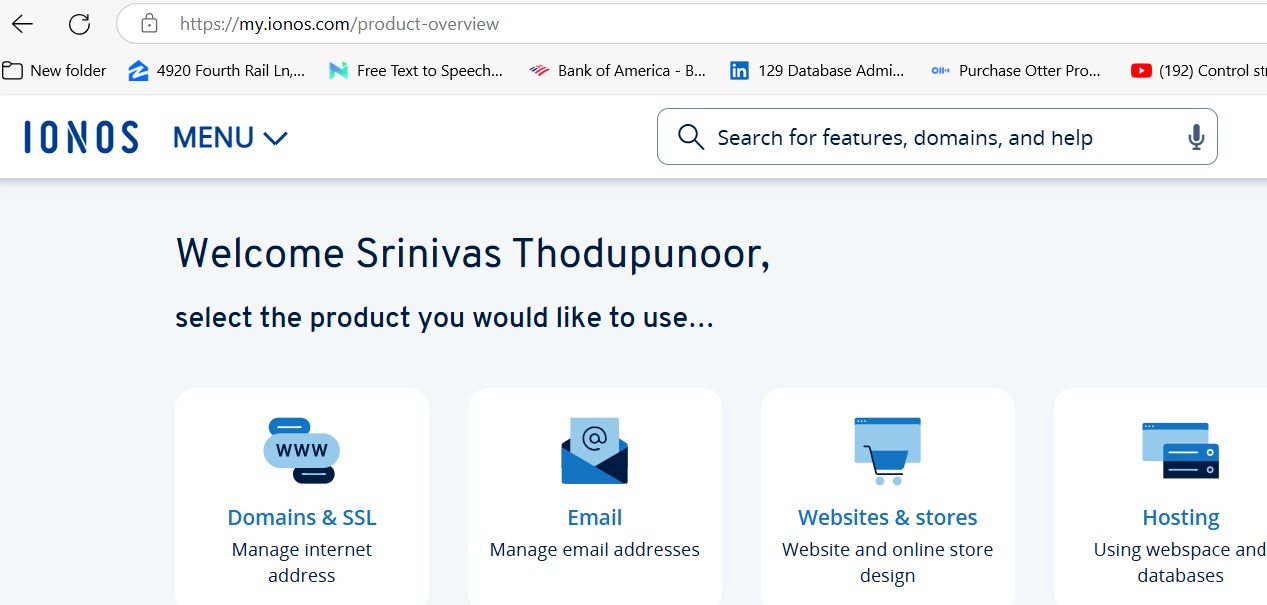 https://my.ionos.com/product-overview
New folder 4920 Fourth Rail Ln,... Free Text to Speech... Bank of America - B... 129 Database Admi... Purchase Otter Pro... (192) Control str
IONOS MENU Search for features, domains, and help
Welcome Srinivas Thodupunoor,
select the product you would like to use...
WWW @
Domains & SSL Email Websites & stores Hosting
Manage internet Manage email addresses Website and online store Using webspace and
address design databases